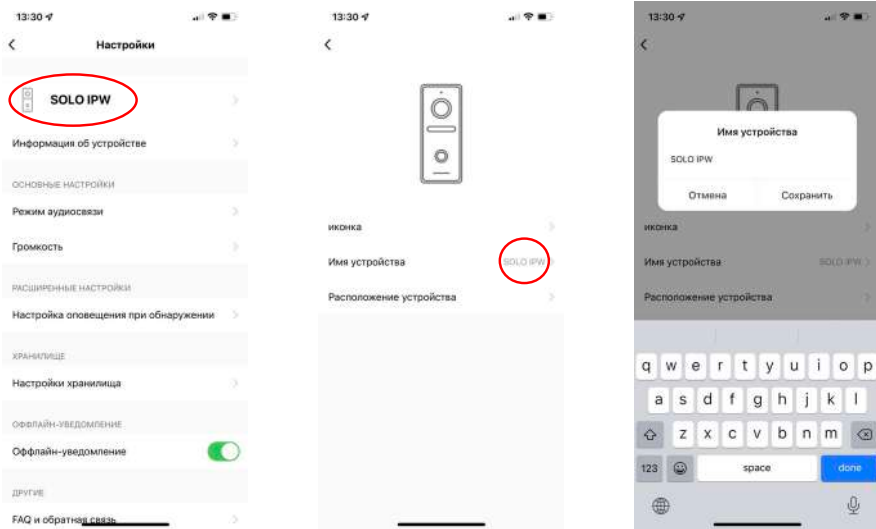 13:30
Настройки
SOLO IPW
Информация об устройстве
ОСНОВНЫЕ НАСТРОЙКИ
Режим аудиосвязи
Громкость
РАСШИРЕННЫЕ НАСТРОЙКИ
Настройка оповещения при обнаружении
ХРАНИЛИЩЕ
Настройки хранилища
ОФФЛАЙН-УВЕДОМЛЕНИЕ
Оффлайн-уведомление
ДРУГИЕ
FAQ и обратная связь
13:30
иконка
Имя устройства SOLO IPW
Расположение устройства
13:30
Имя устройства
SOLO IPW
Отмена Сохранить
иконка
Имя устройства SOLO IPW
Расположение устройства
q w e r t y u i o p
a s d f g h j k l
z x c v b n m
123 space done